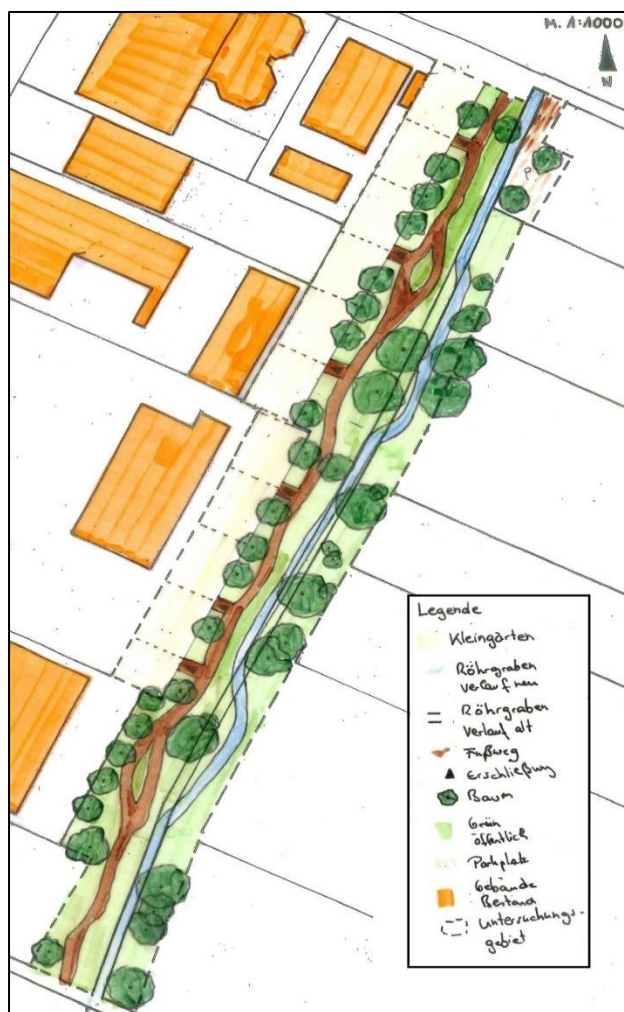 M. 1:1000
N
P
Legende
Kleingärten
Röhrgraben
Verlauf neu
Röhrgraben
Verlauf alt
Fußweg
Erschließung
Baum
Grün
öffentlich
Parkplatz
Gebäude
Bestand
Untersuchungs-
gebiet